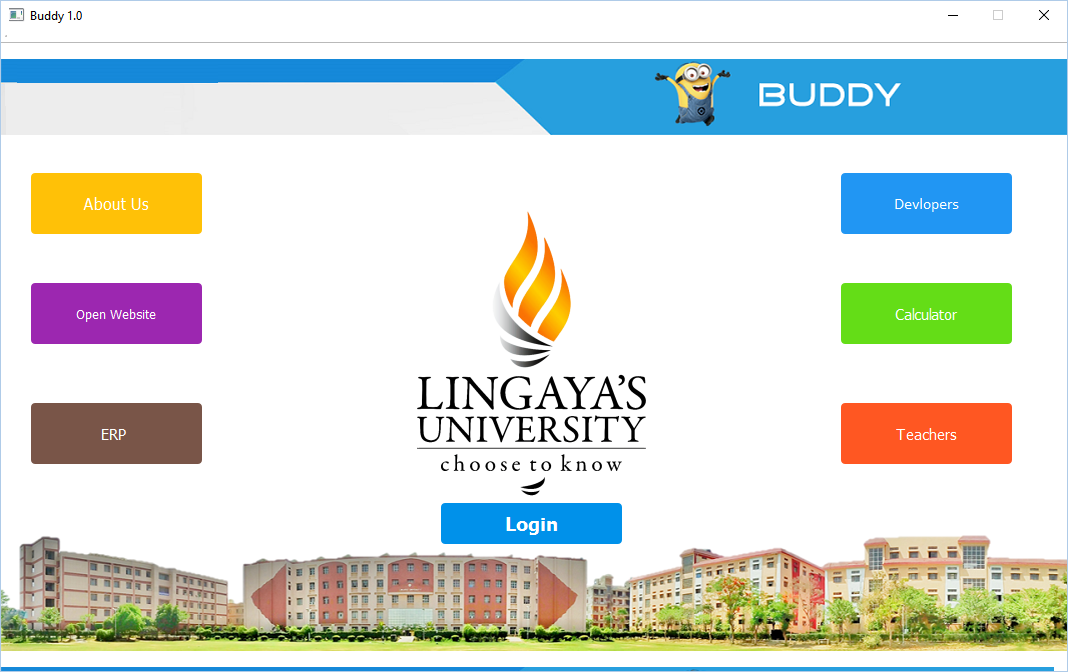 Buddy 1.0
BUDDY
About Us
Devlopers
Open Website
Calculator
ERP
Teachers
LINGAYA'S
UNIVERSITY
choose to know
Login